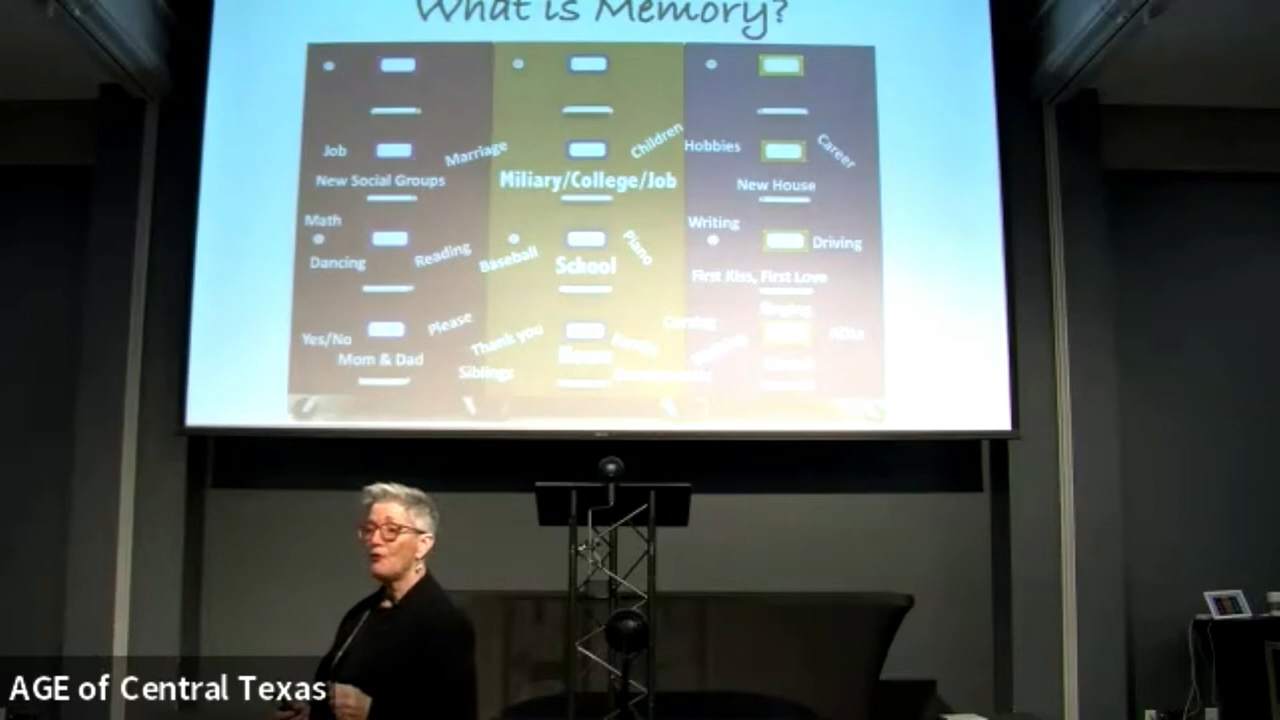 What is Memory?
Children
Job
Marriage
Hobbies
Career
New Social Groups
Miliary/College/Job
New House
Math
Writing
Reading
Baseball
Piano
Driving
Dancing
School
First Kiss, First Love
Please
Yes/No
Thank you
Mom & Dad
Siblings
AGE of Central Texas